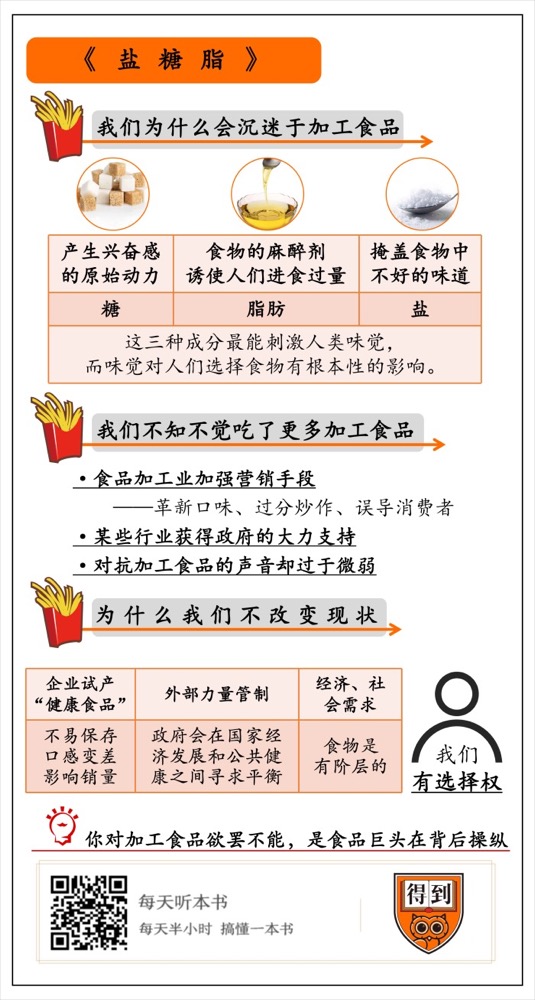 《盐糖脂》
我们为什么会沉迷于加工食品
产生兴奋感
的原始动力
食物的麻醉剂
诱使人们进食过量
掩盖食物中
不好的味道
糖
脂肪
盐
这三种成分最能刺激人类味觉，
而味觉对人们选择食物有根本性的影响。
我们不知不觉吃了更多加工食品
·食品加工业加强营销手段
——革新口味、过分炒作、误导消费者
·某些行业获得政府的大力支持
·对抗加工食品的声音却过于微弱
为什么我们不改变现状
企业试产
“健康食品”
外部力量管制
经济、社
会需求
不易保存
口感变差
影响销量
政府会在国家经
济发展和公共健
康之间寻求平衡
食物是
有阶层的
我们
有选择权
你对加工食品欲罢不能，是食品巨头在背后操纵
每天听本书
每天半小时 搞懂一本书
得到